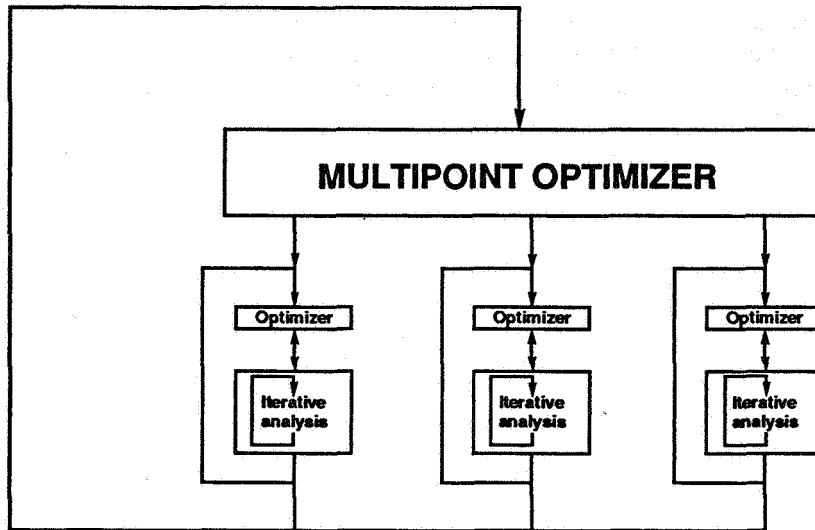 MULTIPOINT OPTIMIZER
Optimizer
Optimizer
Optimizer
Iterative
analysis
Iterative
analysis
Iterative
analysis